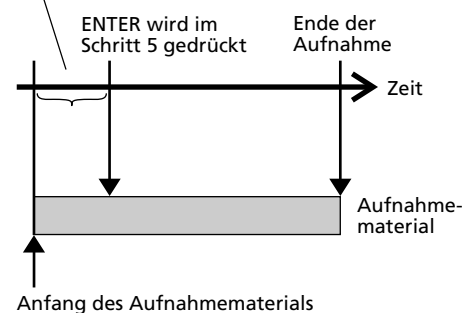 ENTER wird im
Schritt 5 gedrückt
Ende der
Aufnahme
Zeit
Aufnahme-
material
Anfang des Aufnahmematerials